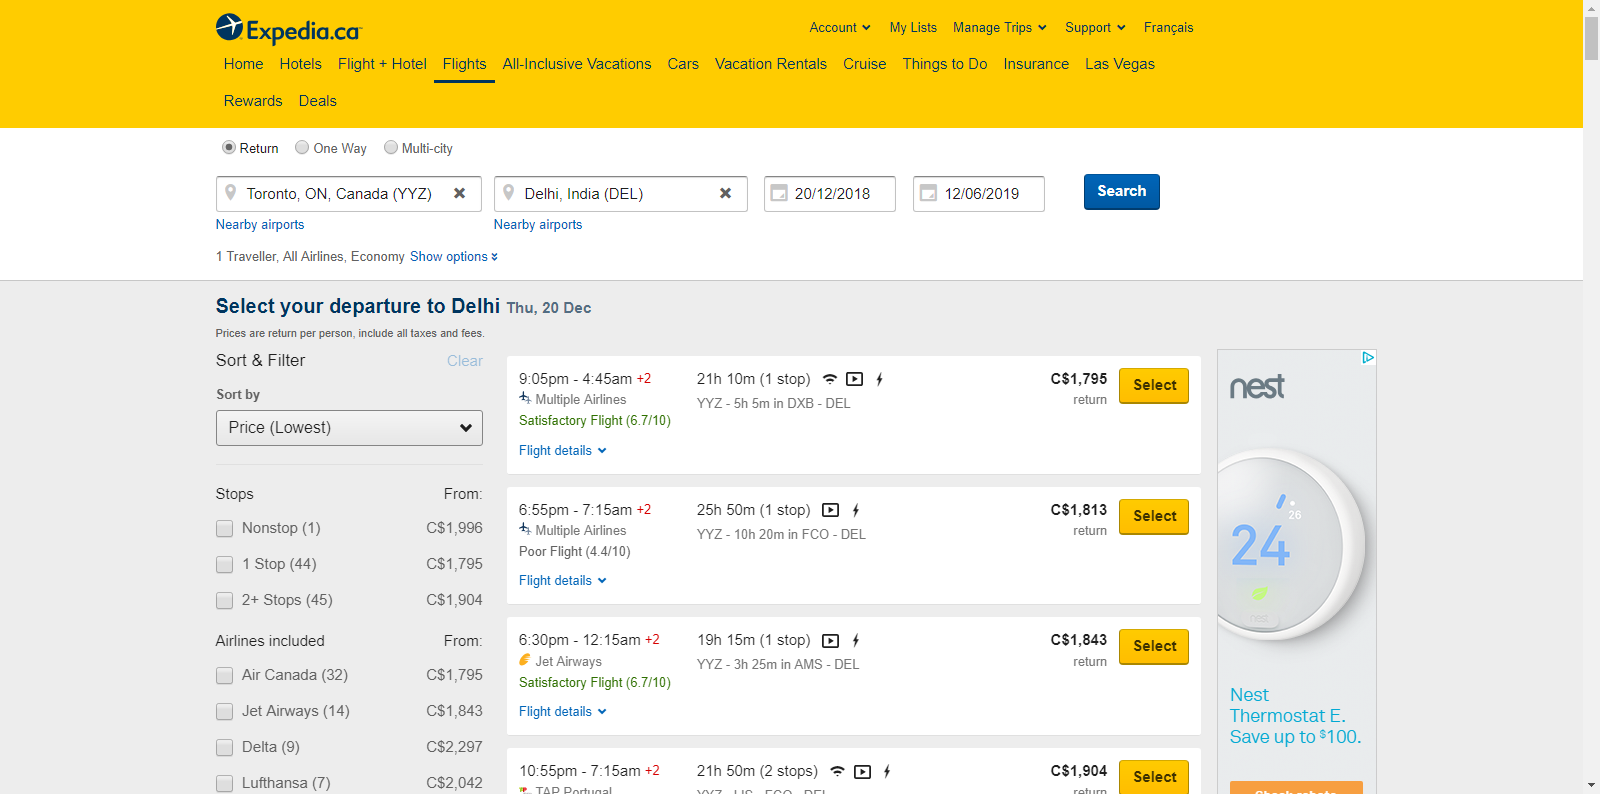 Expedia.ca
Account My Lists Manage Trips Support Français
Home Hotels Flight + Hotel Flights All-Inclusive Vacations Cars Vacation Rentals Cruise Things to Do Insurance Las Vegas
Rewards Deals
Return One Way Multi-city
Toronto, ON, Canada (YYZ) Delhi, India (DEL) 20/12/2018 12/06/2019 Search
Nearby airports Nearby airports
1 Traveller, All Airlines, Economy Show options
Select your departure to Delhi Thu, 20 Dec
Prices are return per person, include all taxes and fees.
Sort & Filter Clear
Sort by
Price (Lowest)
Stops From:
Nonstop (1) C$1,996
1 Stop (44) C$1,795
2+ Stops (45) C$1,904
Airlines included From:
Air Canada (32) C$1,795
Jet Airways (14) C$1,843
Delta (9) C$2,297
Lufthansa (7) C$2,042
9:05pm - 4:45am +2 21h 10m (1 stop) C$1,795 Select
Multiple Airlines YYZ - 5h 5m in DXB - DEL return
Satisfactory Flight (6.7/10)
Flight details
6:55pm - 7:15am +2 25h 50m (1 stop) C$1,813 Select
Multiple Airlines YYZ - 10h 20m in FCO - DEL return
Poor Flight (4.4/10)
Flight details
6:30pm - 12:15am +2 19h 15m (1 stop) C$1,843 Select
Jet Airways YYZ - 3h 25m in AMS - DEL return
Satisfactory Flight (6.7/10)
Flight details
10:55pm - 7:15am +2 21h 50m (2 stops) C$1,904 Select
TAP Portugal YYZ - LIS - FCO - DEL return
nest
26
24
nest
Nest
Thermostat E.
Save up to $100.